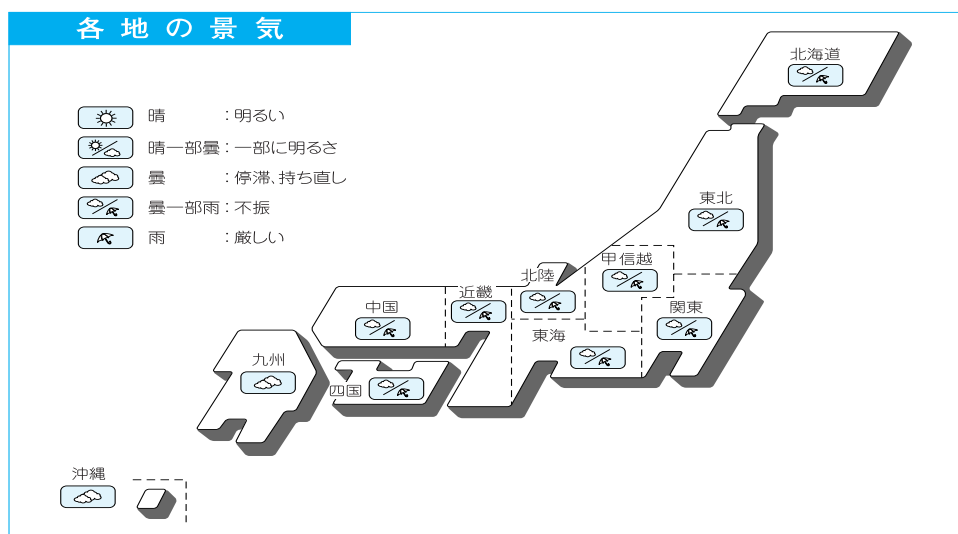 各地の景気
晴　　　：明るい
晴一部曇：一部に明るさ
曇　　　：停滞、持ち直し
曇一部雨：不振
雨　　　：厳しい
北海道
東北
甲信越
北陸
近畿
中国
関東
東海
九州
四国
沖縄